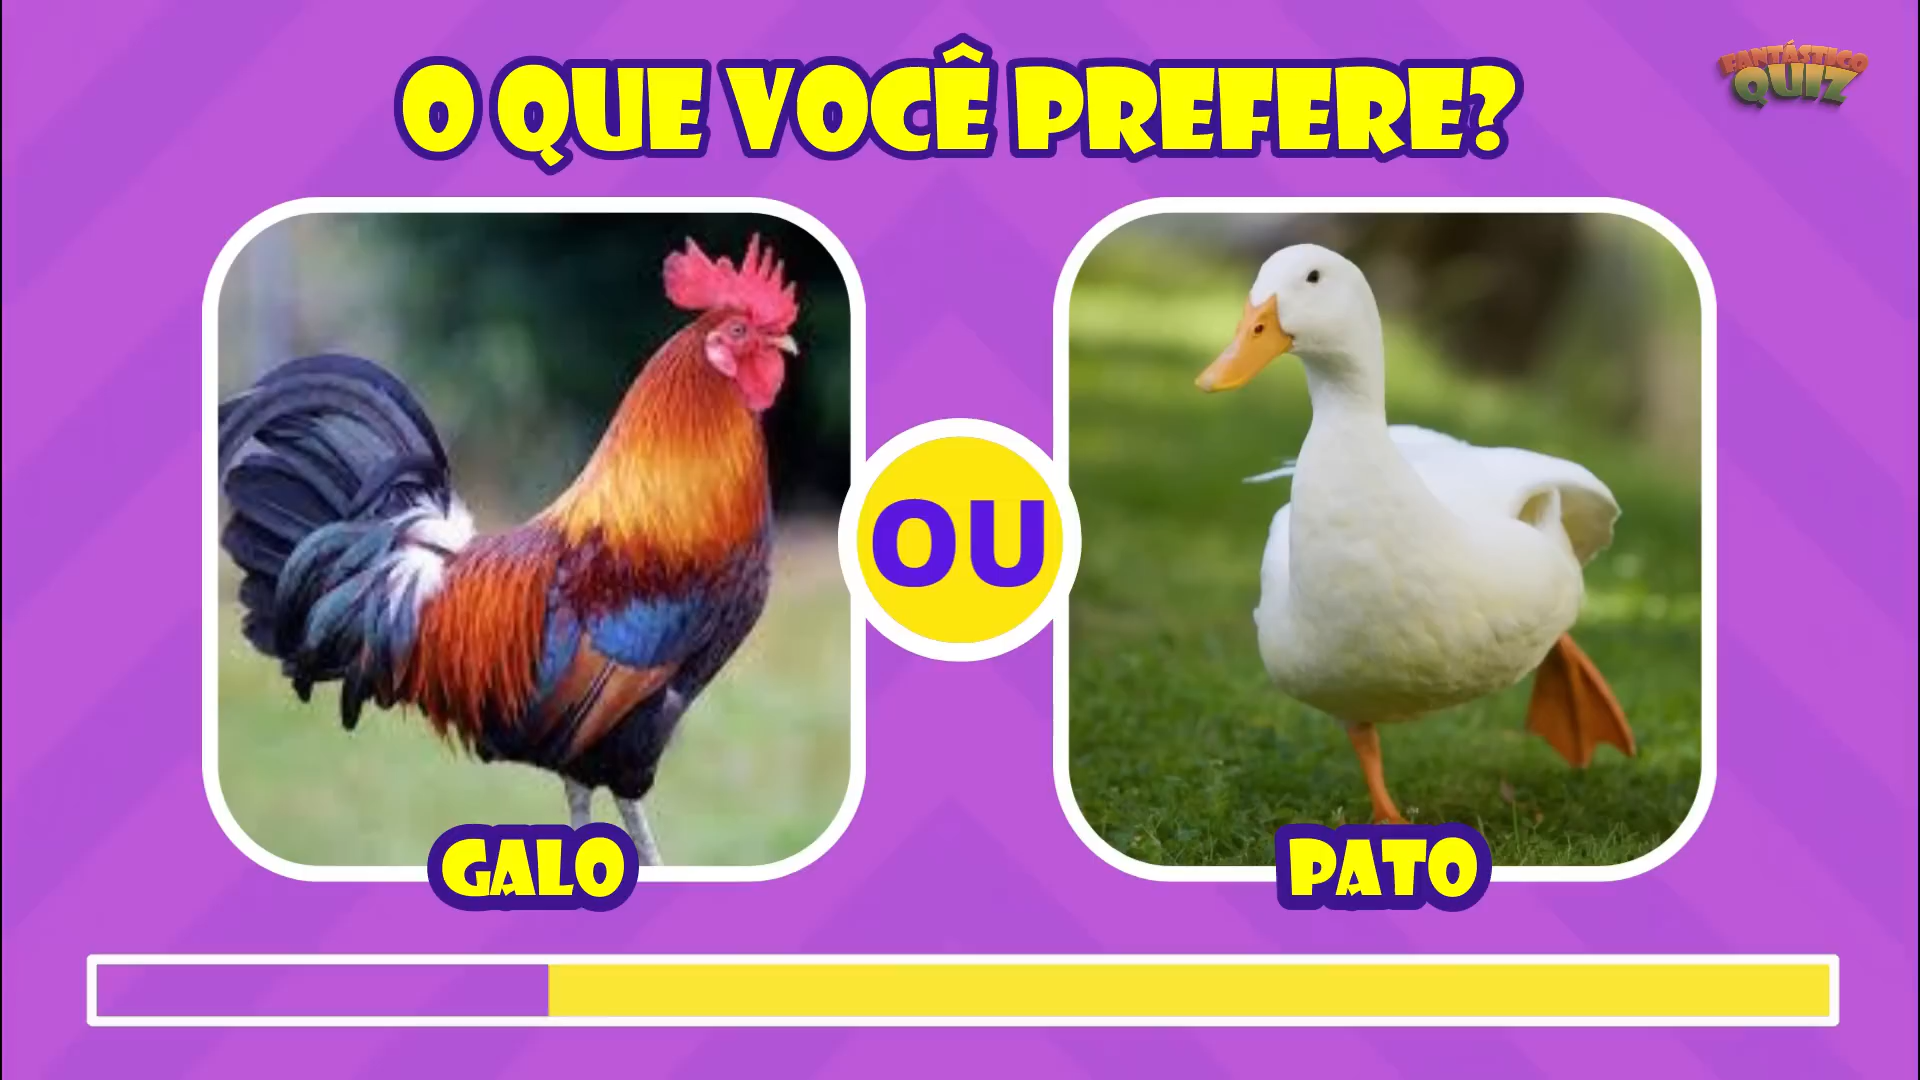 O QUE VOCÊ PREFERE?
FANTÁSTICO
QUIZ
OU
GALO
PATO